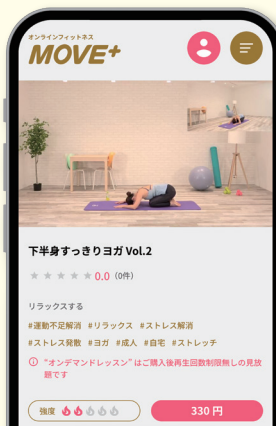 オンラインフィットネス
MOVE+
下半身すっきりヨガ Vol.2
★ ★ ★ ★ ★ 0.0 (0件)
リラックスする
#運動不足解消 #リラックス #ストレス解消
#ストレス発散 #ヨガ #成人 #自宅 #ストレッチ
"オンデマンドレッスン" はご購入後再生回数制限無しの見放
題です
強度
330 円